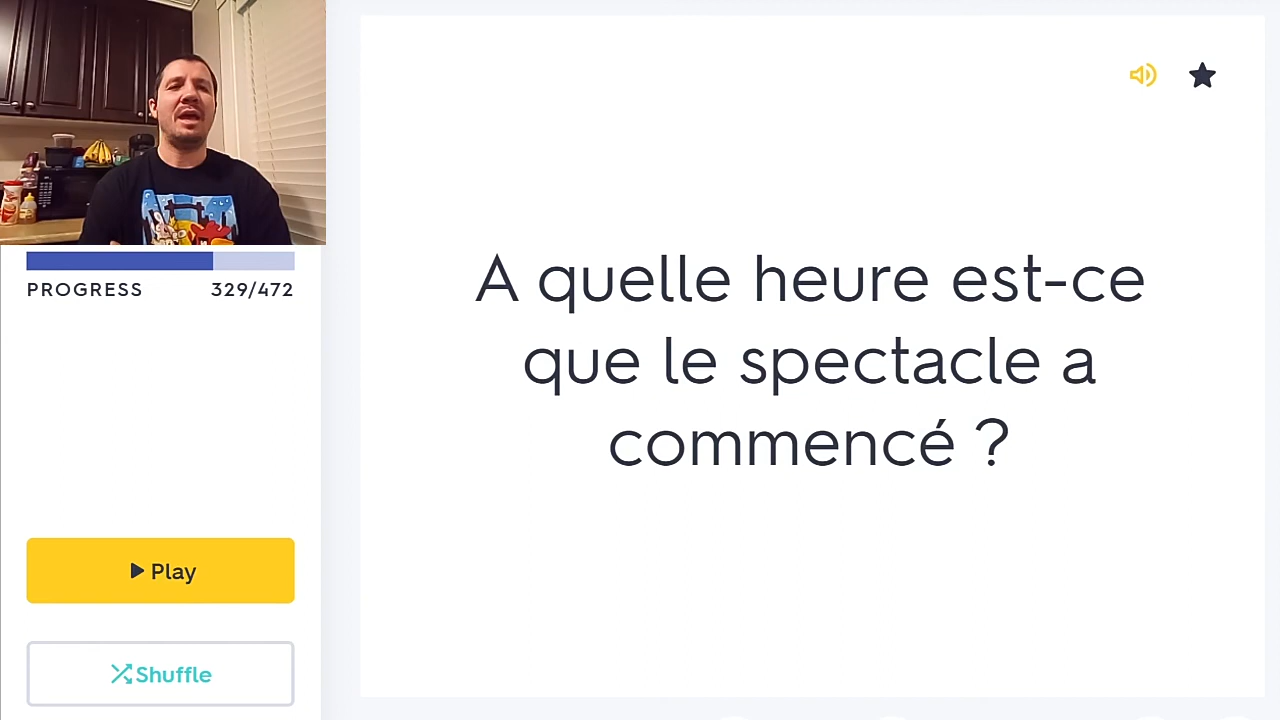 PROGRESS 329/472
Play
Shuffle
A quelle heure est-ce
que le spectacle a
commencé ?